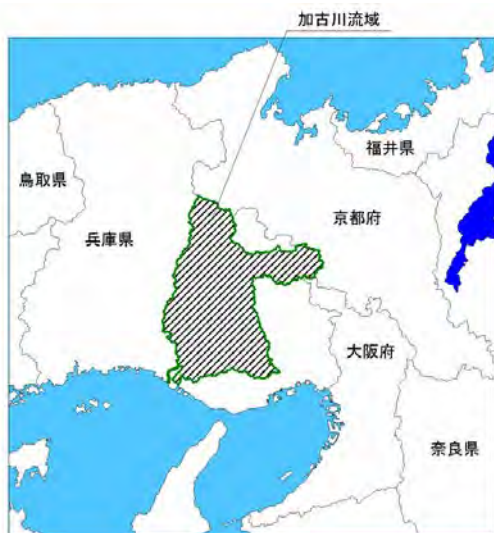 加古川流域
福井県
鳥取県
京都府
兵庫県
大阪府
奈良県